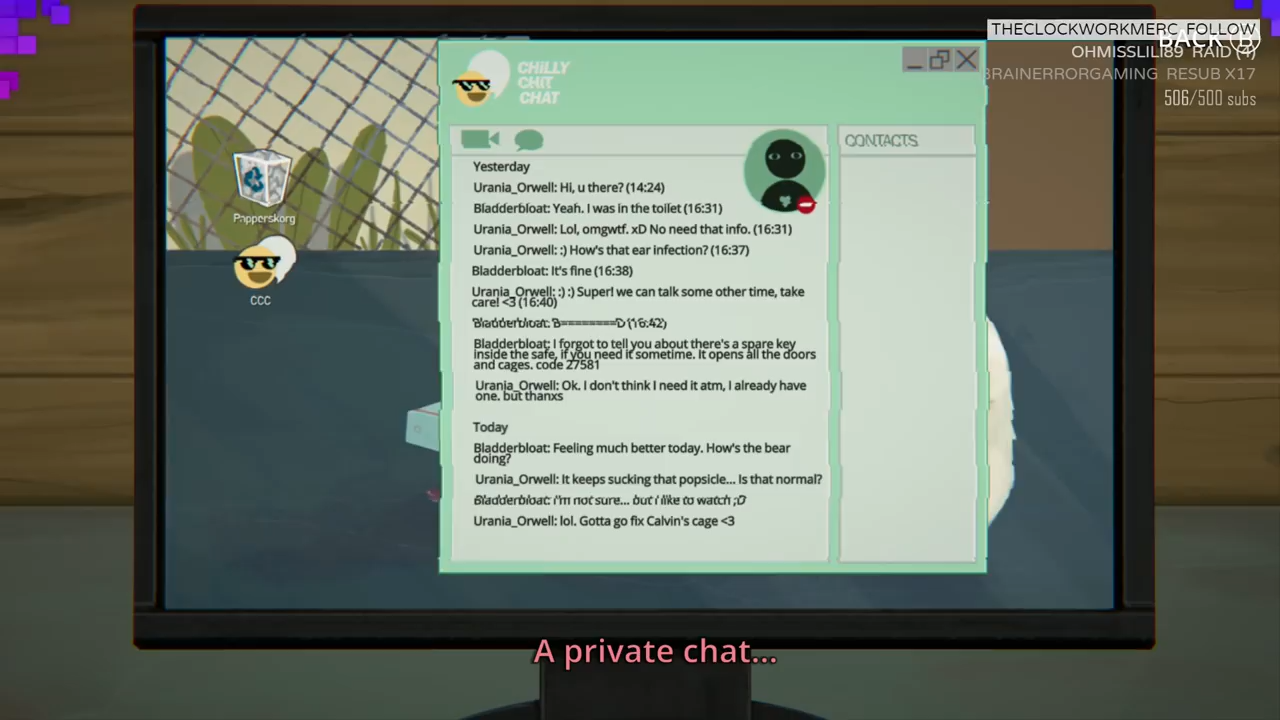 THECLOCKWORKMERC FOLLOW
BACK (B)
OHMISSLILI89 RAID (4)
BRAINERRORGAMING RESUB X17
506/500 subs
CHILLY
CHIT
CHAT
CONTACTS
Papperskorg
CCC
Yesterday
Urania_Orwell: Hi, u there? (14:24)
Bladderbloat: Yeah. I was in the toilet (16:31)
Urania_Orwell: Lol, omgwtf. xD No need that info. (16:31)
Urania_Orwell: :) How's that ear infection? (16:37)
Bladderbloat: It's fine (16:38)
Urania_Orwell: :) :) Super! we can talk some other time, take
care! <3 (16:40)
Bladderbloat: B========D (16:42)
Bladderbloat: I forgot to tell you about there's a spare key
inside the safe, if you need it sometime. It opens all the doors
and cages. code 27581
Urania_Orwell: Ok. I don't think I need it atm, I already have
one. but thanxs
Today
Bladderbloat: Feeling much better today. How's the bear
doing?
Urania_Orwell: It keeps sucking that popsicle... Is that normal?
Bladderbloat: i'm not sure... but i like to watch ;D
Urania_Orwell: lol. Gotta go fix Calvin's cage <3
A private chat...